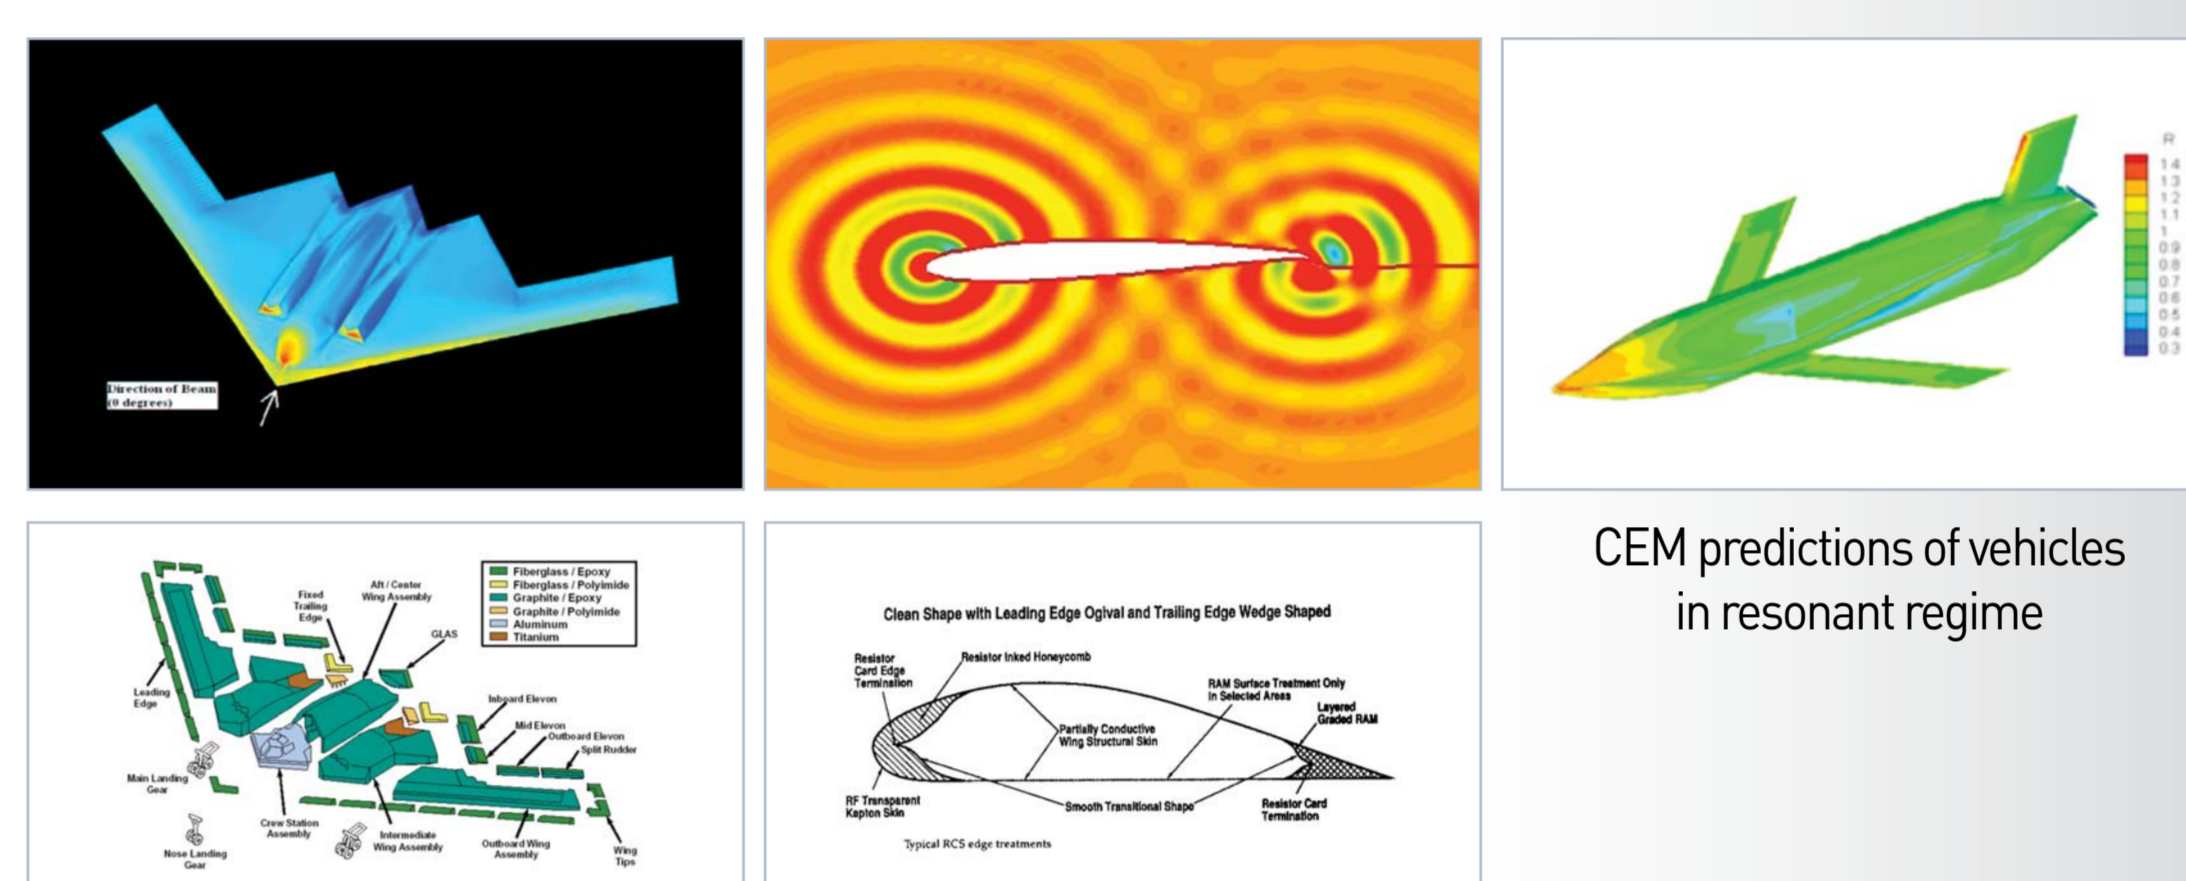 Direction of Beam
(0 degrees)
R
1.4
1.3
1.2
1.1
1
0.9
0.8
0.7
0.6
0.5
0.4
0.3
CEM predictions of vehicles
in resonant regime
Fiberglass / Epoxy
Fiberglass / Polyimide
Graphite / Epoxy
Graphite / Polyimide
Aluminum
Titanium
Aft / Center
Wing Assembly
Fixed
Trailing
Edge
GLAS
Leading
Edge
Inboard Elevon
Mid Elevon
Outboard Elevon
Split Rudder
Main Landing
Gear
Crew Station
Assembly
Intermediate
Wing Assembly
Outboard Wing
Assembly
Wing
Tips
Nose Landing
Gear
Clean Shape with Leading Edge Ogival and Trailing Edge Wedge Shaped
Resistor
Card Edge
Termination
Resistor Inked Honeycomb
RAM Surface Treatment Only
In Selected Areas
Layered
Graded RAM
Partially Conductive
Wing Structural Skin
RF Transparent
Kapton Skin
Smooth Transitional Shape
Resistor Card
Termination
Typical RCS edge treatments